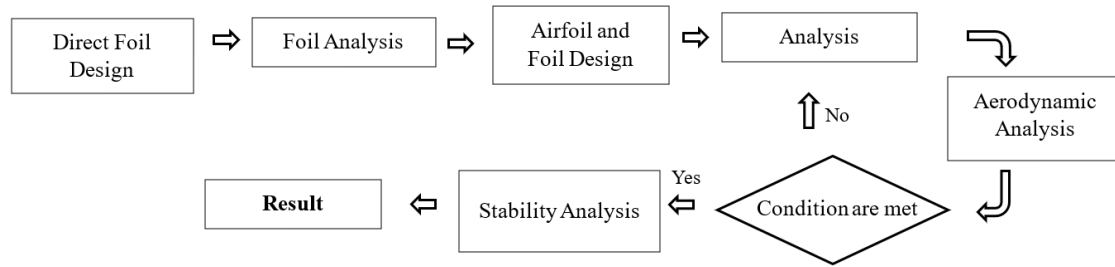 Direct Foil
Design
Foil Analysis
Airfoil and
Foil Design
Analysis
Aerodynamic
Analysis
No
Condition are met
Yes
Stability Analysis
Result